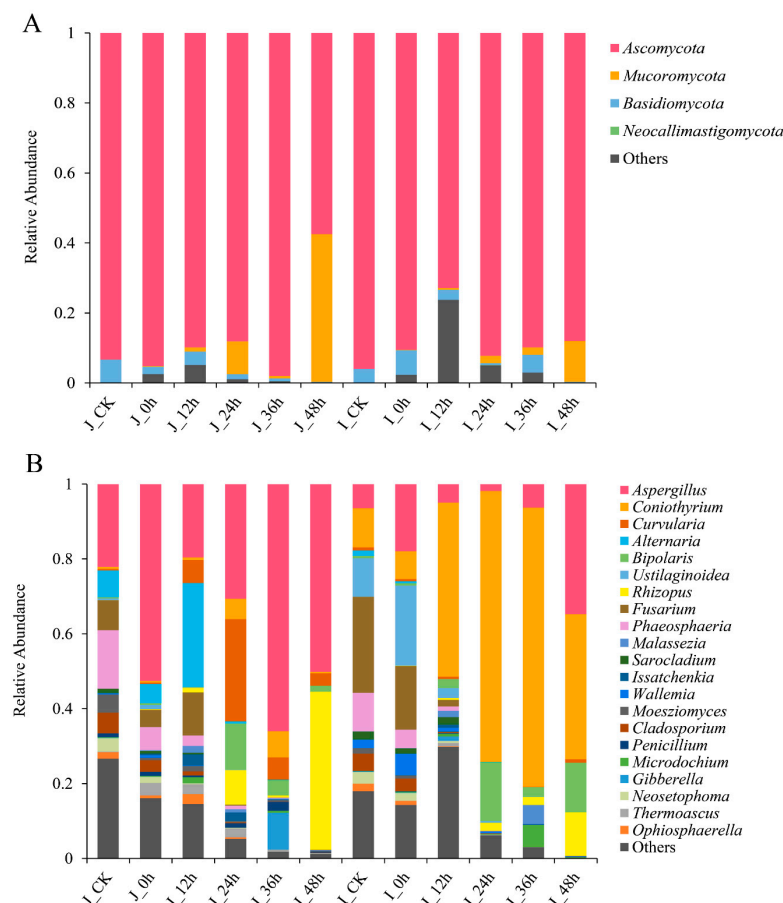 A
1
0.8
0.6
0.4
0.2
0
Relative Abundance
J_CK
J_0h
J_12h
J_24h
J_36h
J_48h
I_CK
I_0h
I_12h
I_24h
I_36h
I_48h
Ascomycota
Mucoromycota
Basidiomycota
Neocallimastigomycota
Others
B
1
0.8
0.6
0.4
0.2
0
Relative Abundance
J_CK
J_0h
J_12h
J_24h
J_36h
J_48h
I_CK
I_0h
I_12h
I_24h
I_36h
I_48h
Aspergillus
Coniothyrium
Curvularia
Alternaria
Bipolaris
Ustilaginoidea
Rhizopus
Fusarium
Phaeosphaeria
Malassezia
Sarocladium
Issatchenkia
Wallemia
Moesziomyces
Cladosporium
Penicillium
Microdochium
Gibberella
Neosetophoma
Thermoascus
Ophiosphaerella
Others